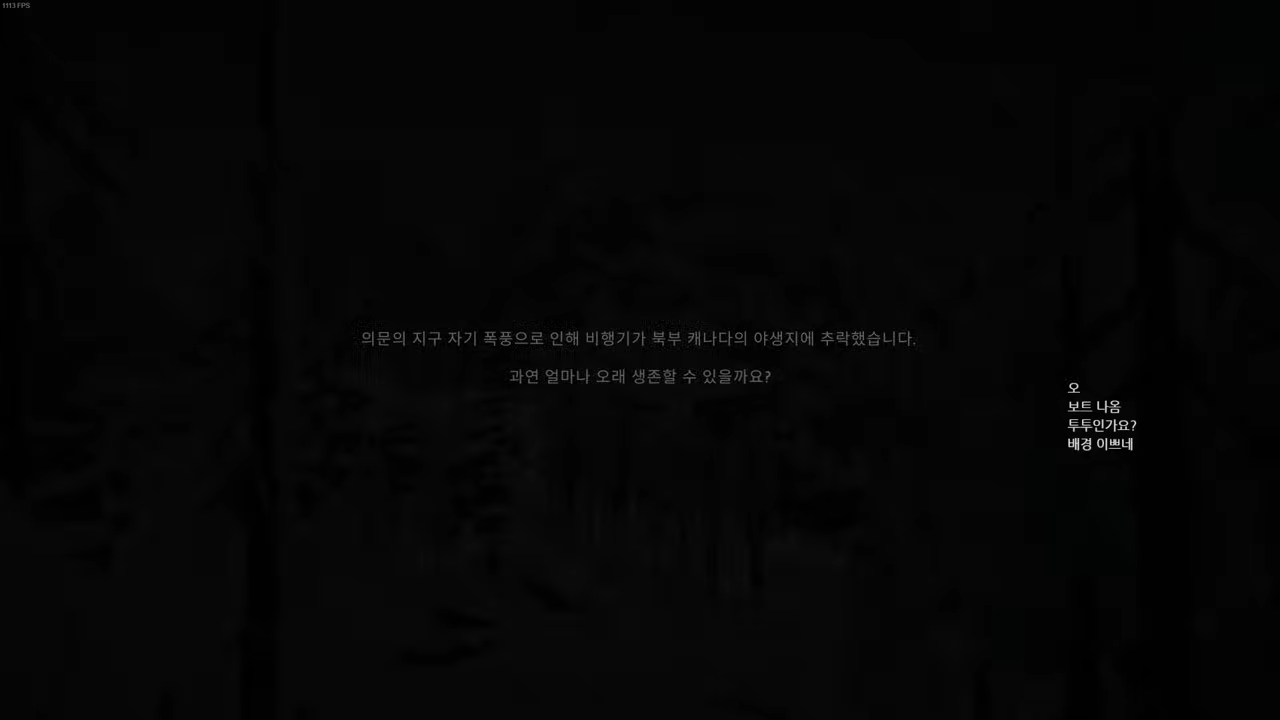 1113 FPS
의문의 지구 자기 폭풍으로 인해 비행기가 북부 캐나다의 야생지에 추락했습니다.
과연 얼마나 오래 생존할 수 있을까요?
오
보트 나옴
투투인가요?
배경 이쁘네